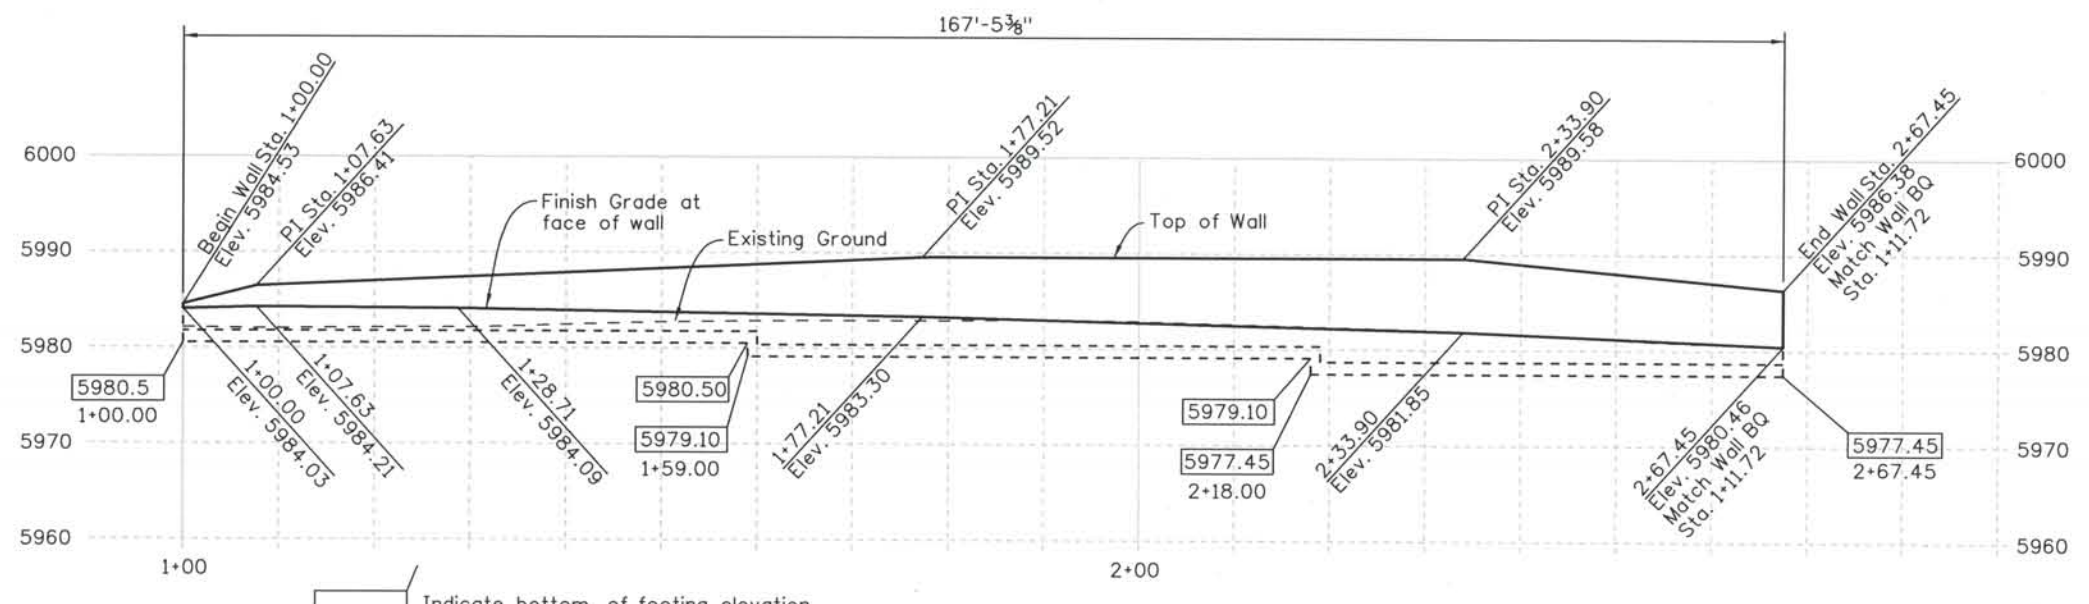 167'-5⅜"
Begin Wall Sta. 1+00.00
Elev. 5984.53
PI Sta. 1+07.63
Elev. 5986.41
PI Sta. 1+77.21
Elev. 5989.52
PI Sta. 2+33.90
Elev. 5989.58
End Wall Sta. 2+67.45
Elev. 5986.38
Match Wall BQ
Sta. 1+11.72
6000
6000
Finish Grade at
face of wall
Existing Ground
Top of Wall
5990
5990
5980
5980
5980.5
1+00.00
1+00.00
Elev. 5984.03
1+07.63
Elev. 5984.21
1+28.71
Elev. 5984.09
5980.50
5979.10
1+59.00
1+77.21
Elev. 5983.30
5979.10
5977.45
2+18.00
2+33.90
Elev. 5981.85
2+67.45
Elev. 5980.46
Match Wall BQ
Sta. 1+11.72
5977.45
2+67.45
5970
5970
5960
5960
1+00
2+00
Indicate bottom of footing elevation